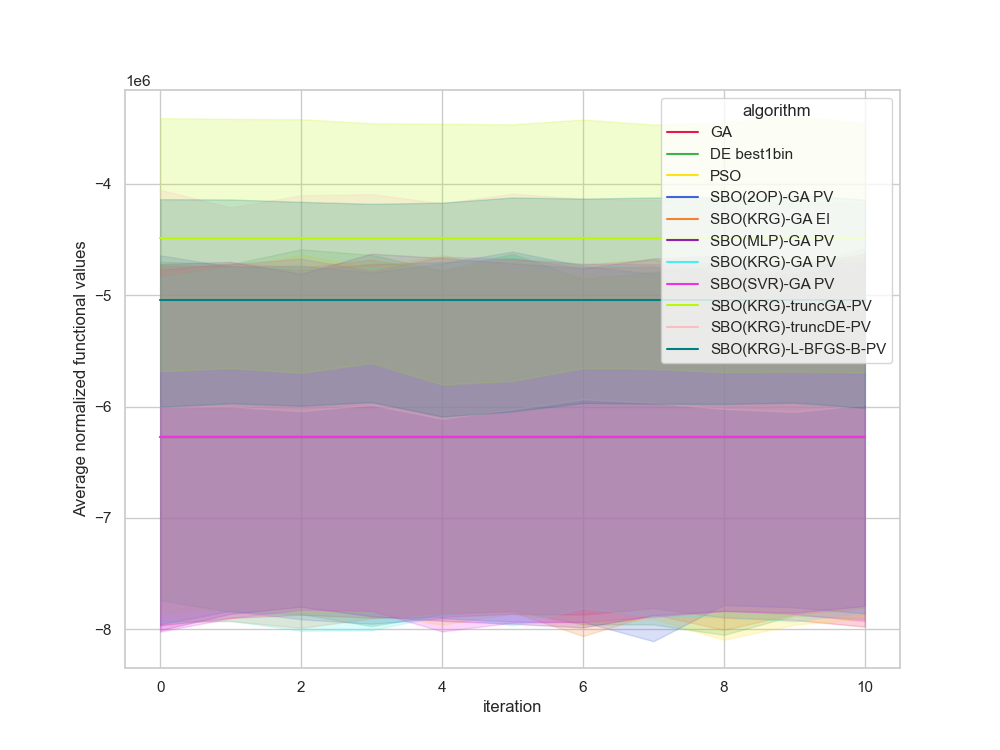 1e6
−4
−5
−6
−7
−8
Average normalized functional values
0
2
4
6
8
10
iteration
algorithm
GA
DE best1bin
PSO
SBO(2OP)-GA PV
SBO(KRG)-GA EI
SBO(MLP)-GA PV
SBO(KRG)-GA PV
SBO(SVR)-GA PV
SBO(KRG)-truncGA-PV
SBO(KRG)-truncDE-PV
SBO(KRG)-L-BFGS-B-PV